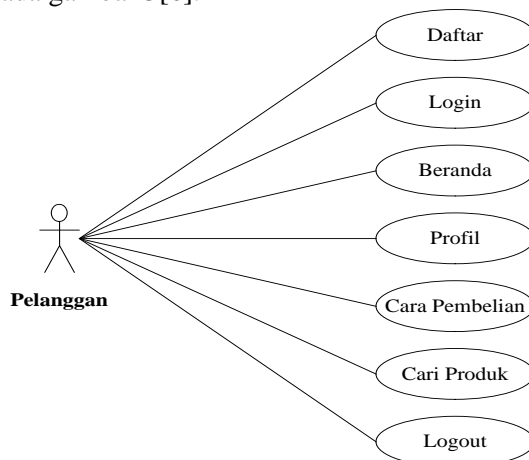 Daftar
Login
Beranda
Profil
Pelanggan
Cara Pembelian
Cari Produk
Logout